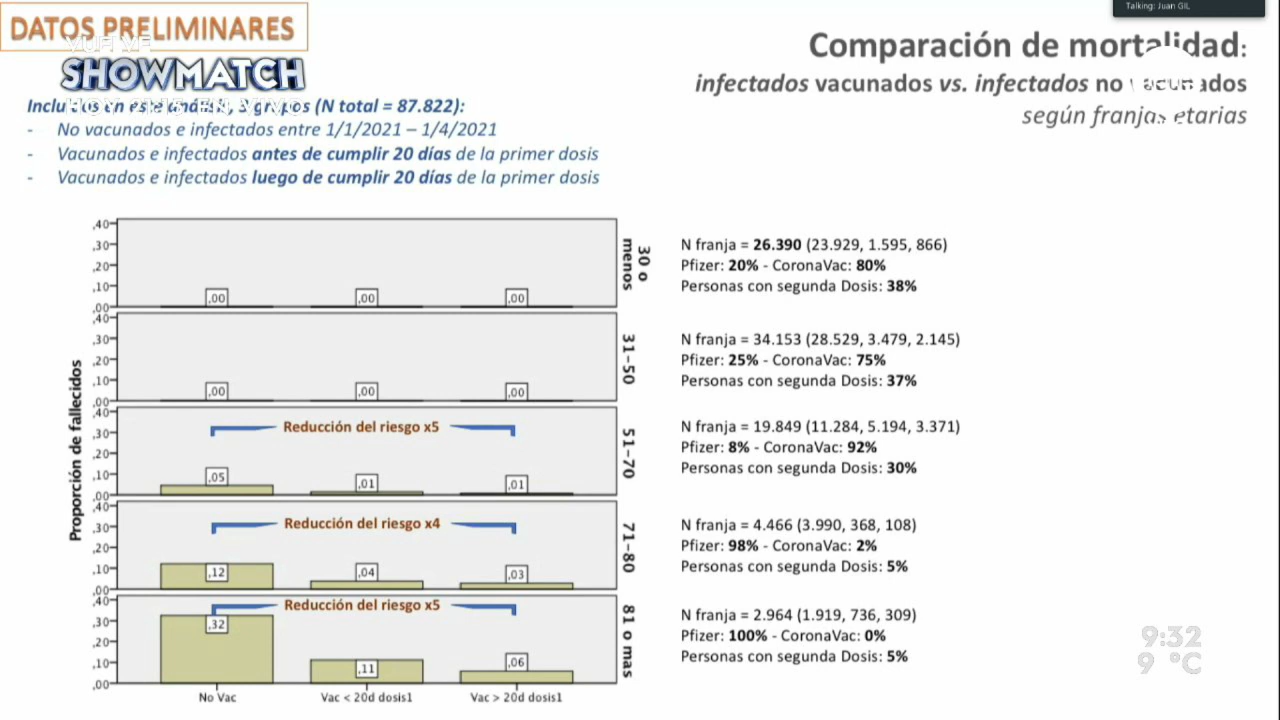 Talking: Juan GIL
DATOS PRELIMINARES
SHOWMATCH
Comparación de mortalidad:
infectados vacunados vs. infectados no
según franjas etarias
Incluidos en este análisis, 3 grupos (N total = 87.822):
- No vacunados e infectados entre 1/1/2021 – 1/4/2021
- Vacunados e infectados antes de cumplir 20 días de la primer dosis
- Vacunados e infectados luego de cumplir 20 días de la primer dosis
Proporción de fallecidos
,40
,30
,20
,10
,00
,00 ,00 ,00
30 o menos
N franja = 26.390 (23.929, 1.595, 866)
Pfizer: 20% - CoronaVac: 80%
Personas con segunda Dosis: 38%
,40
,30
,20
,10
,00
,00 ,00 ,00
31-50
N franja = 34.153 (28.529, 3.479, 2.145)
Pfizer: 25% - CoronaVac: 75%
Personas con segunda Dosis: 37%
,40
,30
,20
,10
,00
Reducción del riesgo x5
,05 ,01 ,01
51-70
N franja = 19.849 (11.284, 5.194, 3.371)
Pfizer: 8% - CoronaVac: 92%
Personas con segunda Dosis: 30%
,40
,30
,20
,10
,00
Reducción del riesgo x4
,12 ,04 ,03
71-80
N franja = 4.466 (3.990, 368, 108)
Pfizer: 98% - CoronaVac: 2%
Personas con segunda Dosis: 5%
,40
,30
,20
,10
,00
Reducción del riesgo x5
,32 ,11 ,06
81 o mas
N franja = 2.964 (1.919, 736, 309)
Pfizer: 100% - CoronaVac: 0%
Personas con segunda Dosis: 5%
No Vac Vac < 20d dosis1 Vac > 20d dosis1
9:32
9 °C